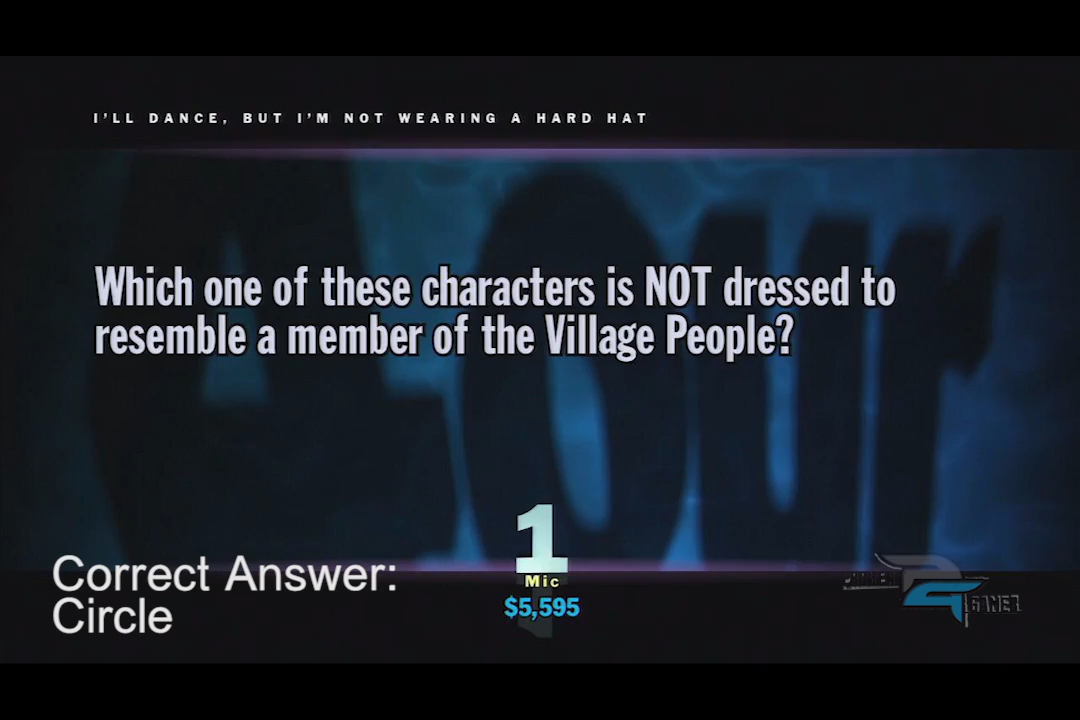 I'LL DANCE, BUT I'M NOT WEARING A HARD HAT
Which one of these characters is NOT dressed to
resemble a member of the Village People?
1
Mic
$5,595
Correct Answer:
Circle
GAMER